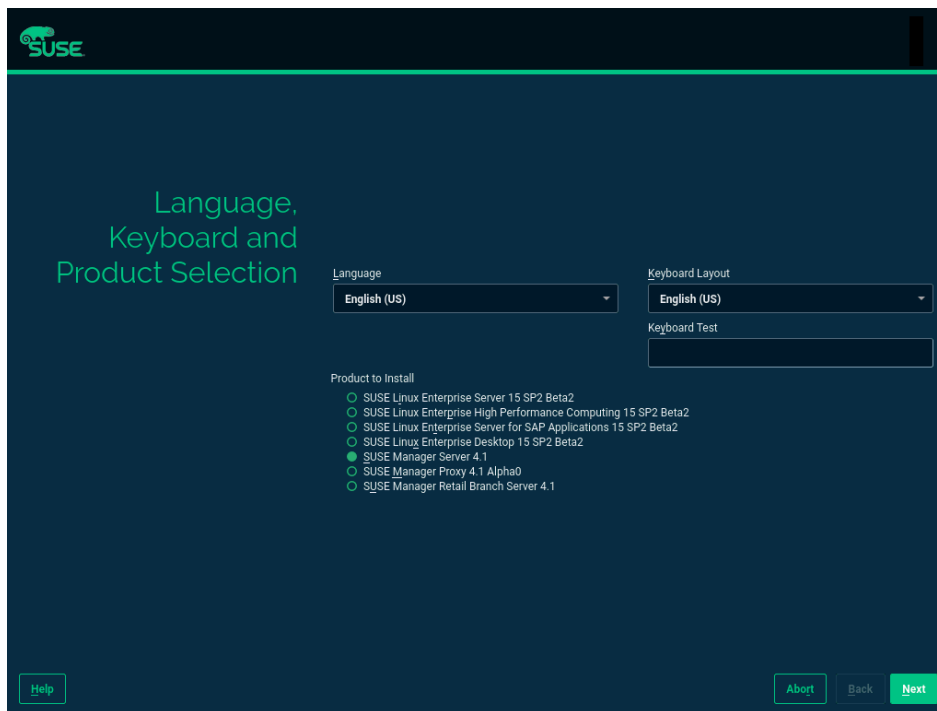 SUSE
Language,
Keyboard and
Product Selection
Language
Keyboard Layout
English (US)
English (US)
Keyboard Test
Product to Install
SUSE Linux Enterprise Server 15 SP2 Beta2
SUSE Linux Enterprise High Performance Computing 15 SP2 Beta2
SUSE Linux Enterprise Server for SAP Applications 15 SP2 Beta2
SUSE Linux Enterprise Desktop 15 SP2 Beta2
SUSE Manager Server 4.1
SUSE Manager Proxy 4.1 Alpha0
SUSE Manager Retail Branch Server 4.1
Help
Abort
Back
Next